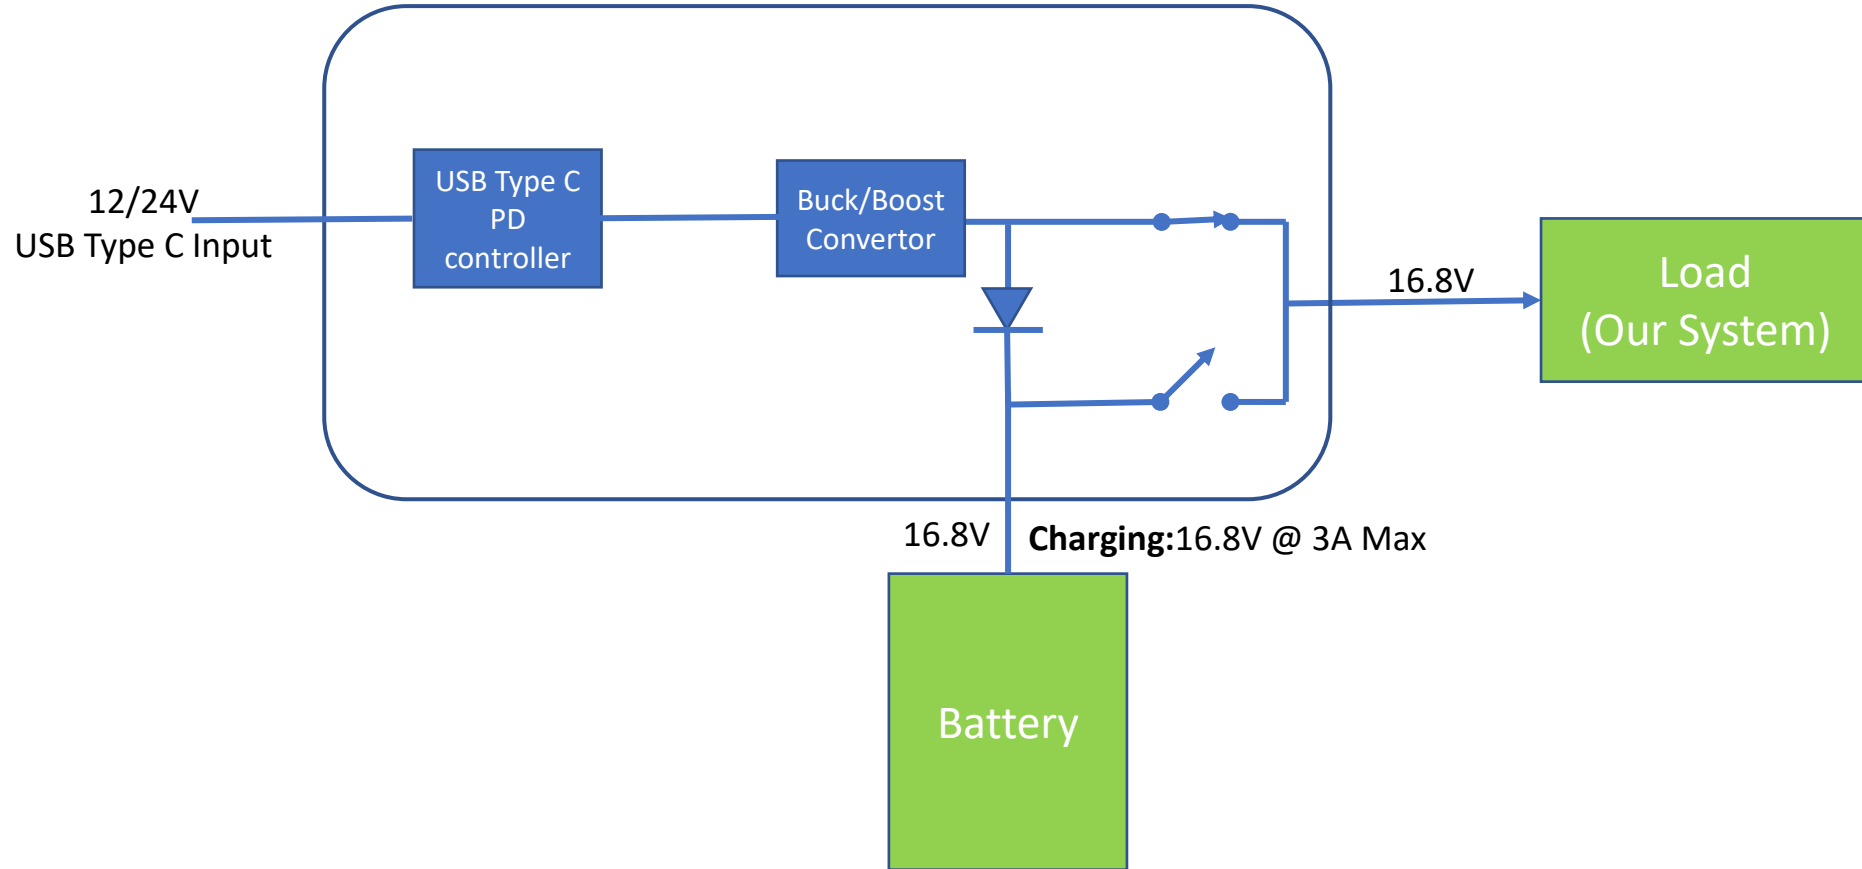 12/24V
USB Type C Input
USB Type C
PD
controller
Buck/Boost
Convertor
16.8V
Load
(Our System)
16.8V
Charging:16.8V @ 3A Max
Battery